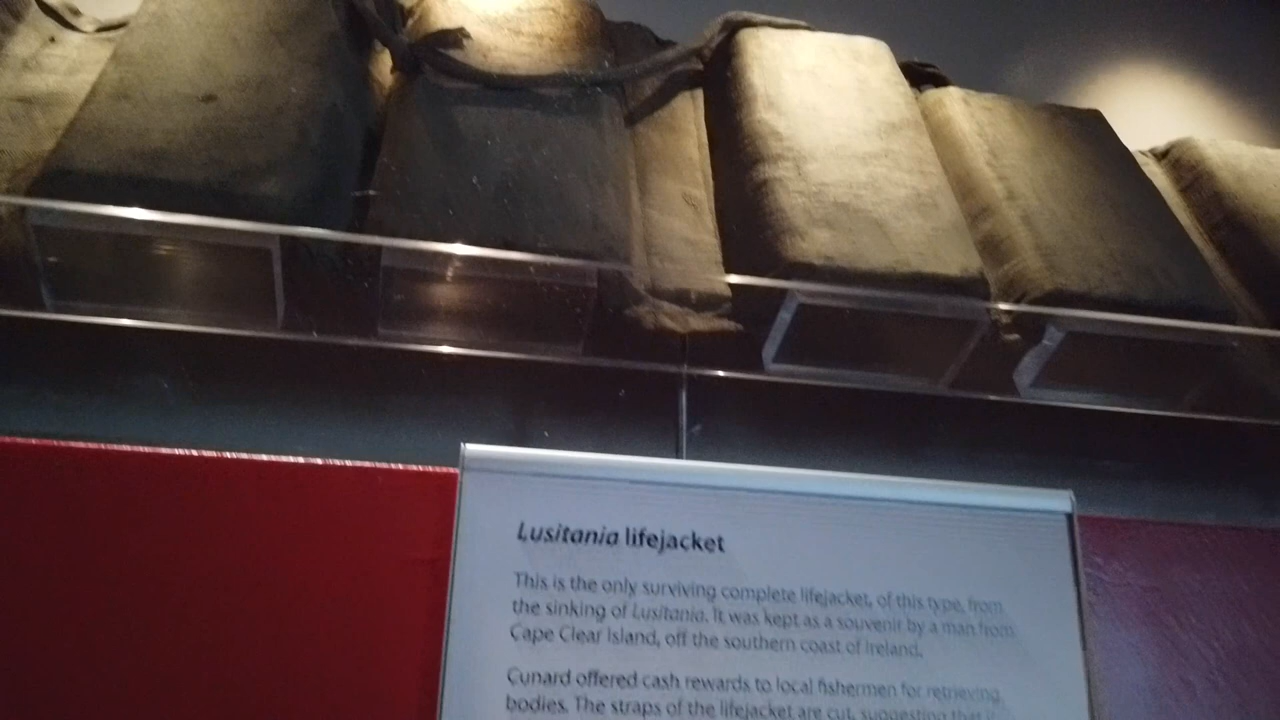 Lusitania lifejacket
This is the only surviving complete lifejacket, of this type, from
the sinking of Lusitania. It was kept as a souvenir by a man from
Cape Clear Island, off the southern coast of Ireland.
Cunard offered cash rewards to local fishermen for retrieving
bodies. The straps of the lifejacket are cut, suggesting that